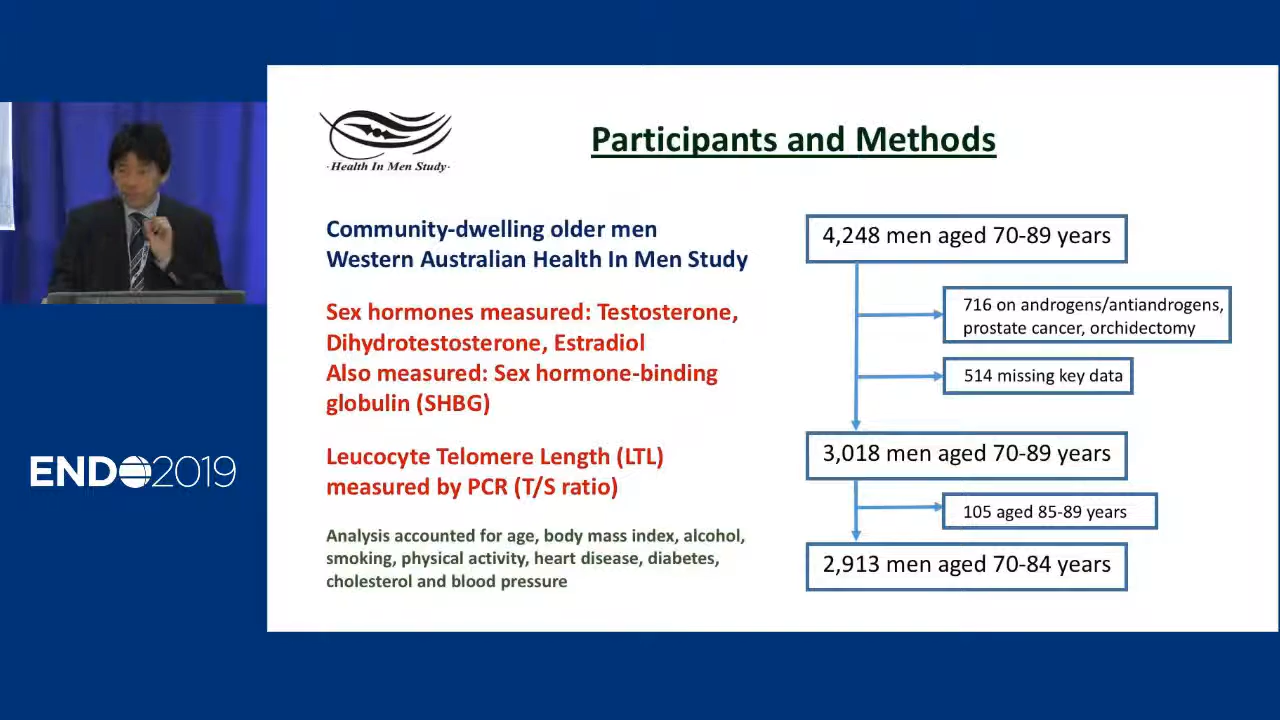 ·Health In Men Study·
Participants and Methods
Community-dwelling older men
Western Australian Health In Men Study
Sex hormones measured: Testosterone,
Dihydrotestosterone, Estradiol
Also measured: Sex hormone-binding
globulin (SHBG)
Leucocyte Telomere Length (LTL)
measured by PCR (T/S ratio)
Analysis accounted for age, body mass index, alcohol,
smoking, physical activity, heart disease, diabetes,
cholesterol and blood pressure
4,248 men aged 70-89 years
716 on androgens/antiandrogens,
prostate cancer, orchidectomy
514 missing key data
3,018 men aged 70-89 years
105 aged 85-89 years
2,913 men aged 70-84 years
ENDO2019